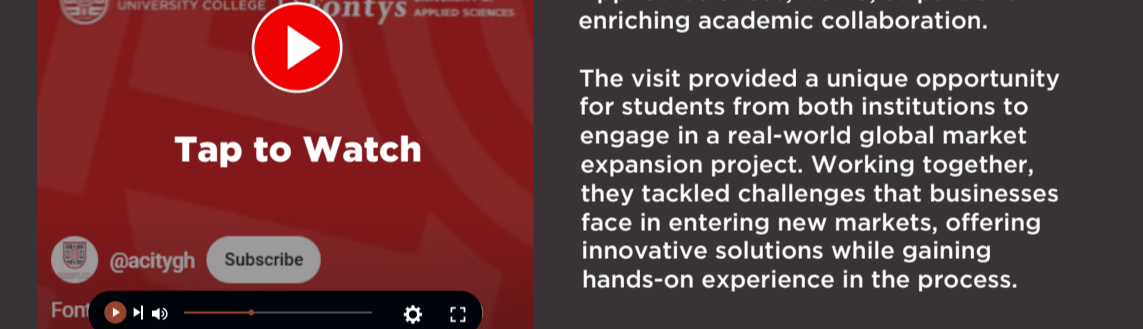 UNIVERSITY COLLEGE
APPLIED SCIENCES
Tap to Watch
@acitygh
Subscribe
Font
enriching academic collaboration.
The visit provided a unique opportunity
for students from both institutions to
engage in a real-world global market
expansion project. Working together,
they tackled challenges that businesses
face in entering new markets, offering
innovative solutions while gaining
hands-on experience in the process.